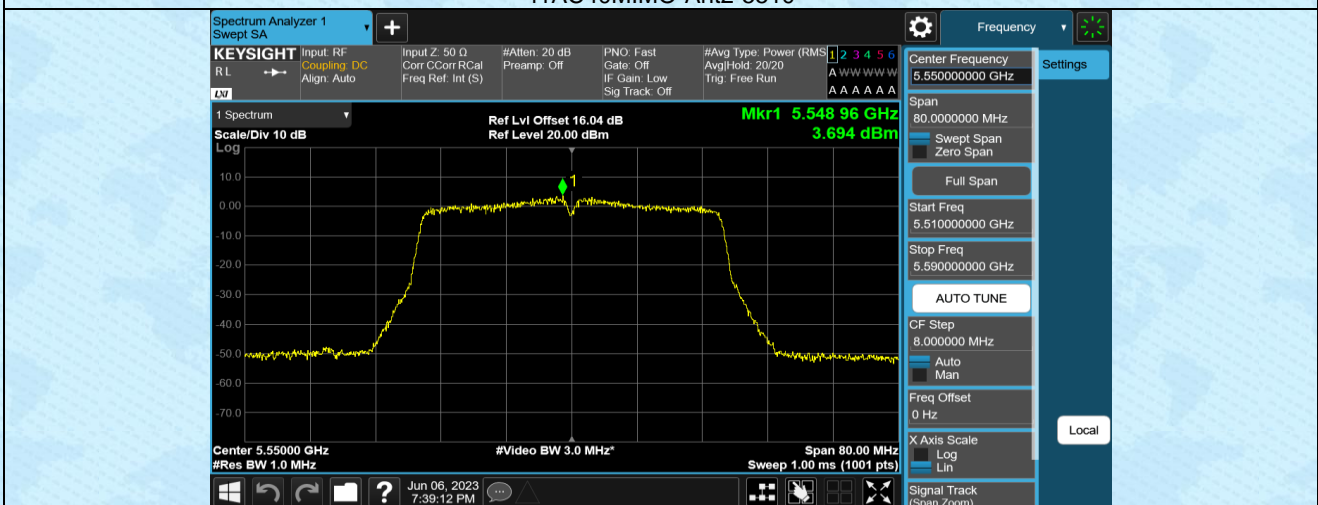 Spectrum Analyzer 1
Swept SA
Frequency
KEYSIGHT
R L
LXI
Input: RF
Coupling: DC
Align: Auto
Input Z: 50 Ω
Corr CCorr RCal
Freq Ref: Int (S)
#Atten: 20 dB
Preamp: Off
PNO: Fast
Gate: Off
IF Gain: Low
Sig Track: Off
#Avg Type: Power (RMS
Avg|Hold: 20/20
Trig: Free Run
1 2 3 4 5 6
A W W W W W
A A A A A A
Center Frequency
5.550000000 GHz
Settings
1 Spectrum
Scale/Div 10 dB
Ref Lvl Offset 16.04 dB
Ref Level 20.00 dBm
Mkr1 5.548 96 GHz
3.694 dBm
Span
80.0000000 MHz
Swept Span
Zero Span
Full Span
Start Freq
5.510000000 GHz
Stop Freq
5.590000000 GHz
AUTO TUNE
CF Step
8.000000 MHz
Auto
Man
Freq Offset
0 Hz
X Axis Scale
Log
Lin
Signal Track
(Span Zoom)
Local
Log
10.0
0.00
-10.0
-20.0
-30.0
-40.0
-50.0
-60.0
-70.0
1
Center 5.55000 GHz
#Res BW 1.0 MHz
#Video BW 3.0 MHz*
Span 80.00 MHz
Sweep 1.00 ms (1001 pts)
?
Jun 06, 2023
7:39:12 PM